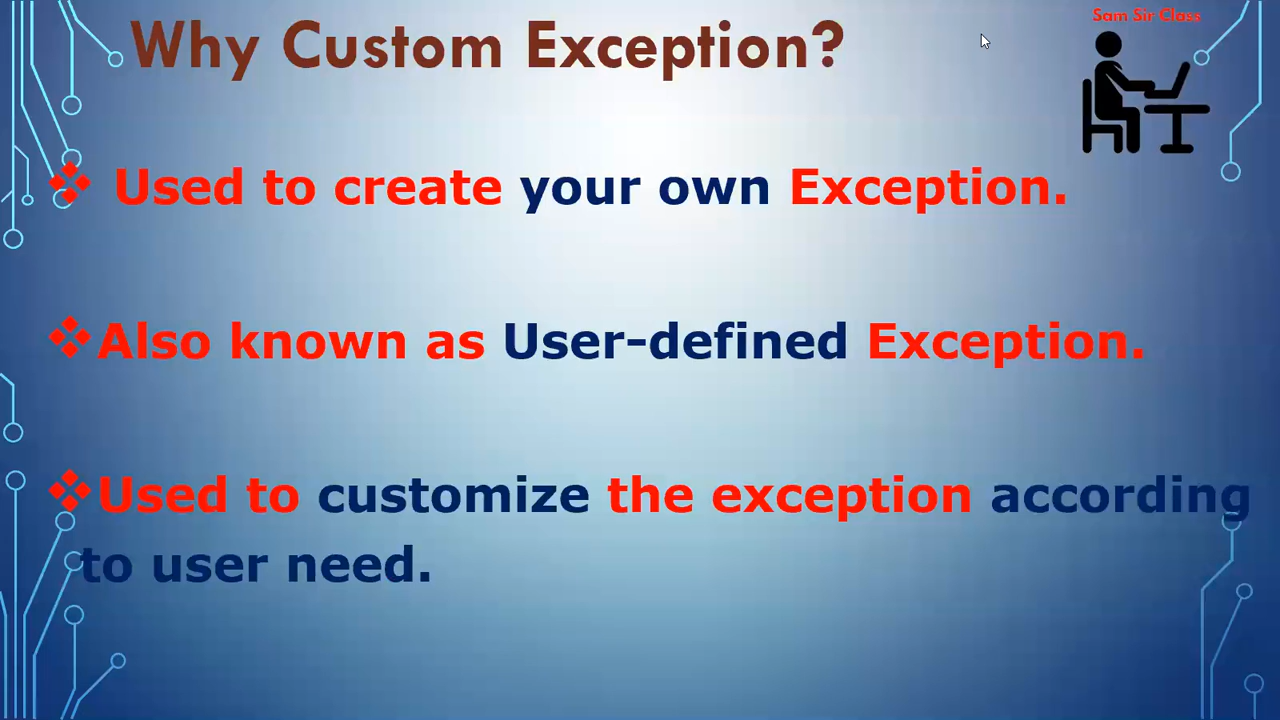 Sam Sir Class
Why Custom Exception?
Used to create your own Exception.
Also known as User-defined Exception.
Used to customize the exception according
to user need.